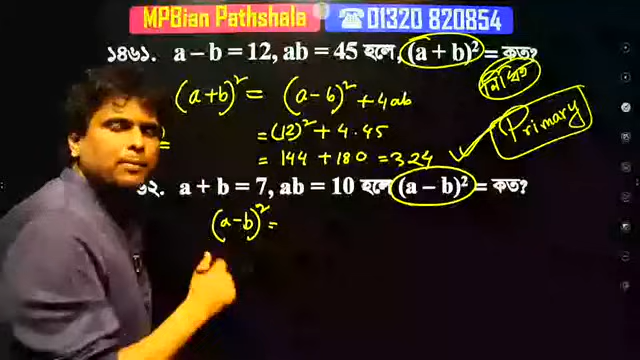 MPBian Pathshala ☎01320 820854
১৪৬১. a – b = 12, ab = 45 হলে, (a + b)² = কত?
লিখিত
(a+b)² = (a-b)² + 4ab
Primary
= (12)² + 4.45
= 144 + 180 = 324
৬২. a + b = 7, ab = 10 হলে (a – b)² = কত?
(a-b)² =